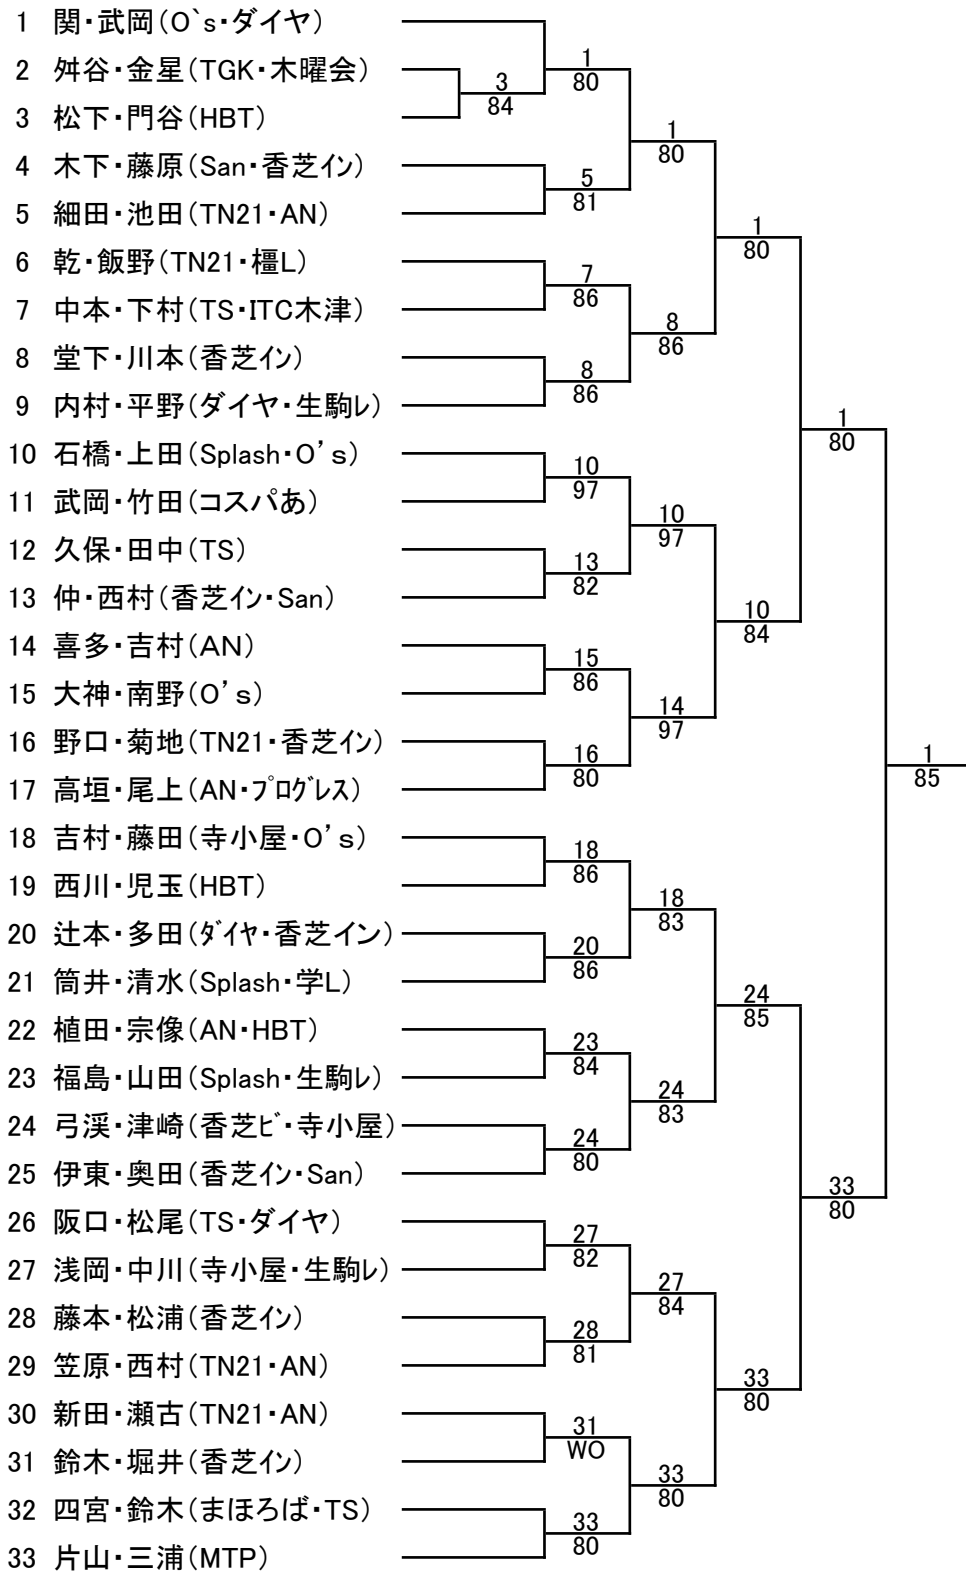 1 関・武岡(O`s・ダイヤ)
2 舛谷・金星(TGK・木曜会)
3 松下・門谷(HBT)
4 木下・藤原(San・香芝イン)
5 細田・池田(TN21・AN)
6 乾・飯野(TN21・橿L)
7 中本・下村(TS・ITC木津)
8 堂下・川本(香芝イン)
9 内村・平野(ダイヤ・生駒レ)
10 石橋・上田(Splash・O’s)
11 武岡・竹田(コスパあ)
12 久保・田中(TS)
13 仲・西村(香芝イン・San)
14 喜多・吉村(AN)
15 大神・南野(O’s)
16 野口・菊地(TN21・香芝イン)
17 高垣・尾上(AN・プログレス)
18 吉村・藤田(寺小屋・O’s)
19 西川・児玉(HBT)
20 辻本・多田(ダイヤ・香芝イン)
21 筒井・清水(Splash・学L)
22 植田・宗像(AN・HBT)
23 福島・山田(Splash・生駒レ)
24 弓渓・津崎(香芝ビ・寺小屋)
25 伊東・奥田(香芝イン・San)
26 阪口・松尾(TS・ダイヤ)
27 浅岡・中川(寺小屋・生駒レ)
28 藤本・松浦(香芝イン)
29 笠原・西村(TN21・AN)
30 新田・瀬古(TN21・AN)
31 鈴木・堀井(香芝イン)
32 四宮・鈴木(まほろば・TS)
33 片山・三浦(MTP)
3
84
1
80
5
81
7
86
8
86
10
97
13
82
15
86
16
80
18
86
20
86
23
84
24
80
27
82
28
81
31
WO
33
80
1
80
8
86
10
97
14
97
18
83
24
83
27
84
33
80
1
80
10
84
24
85
33
80
1
80
33
80
1
85